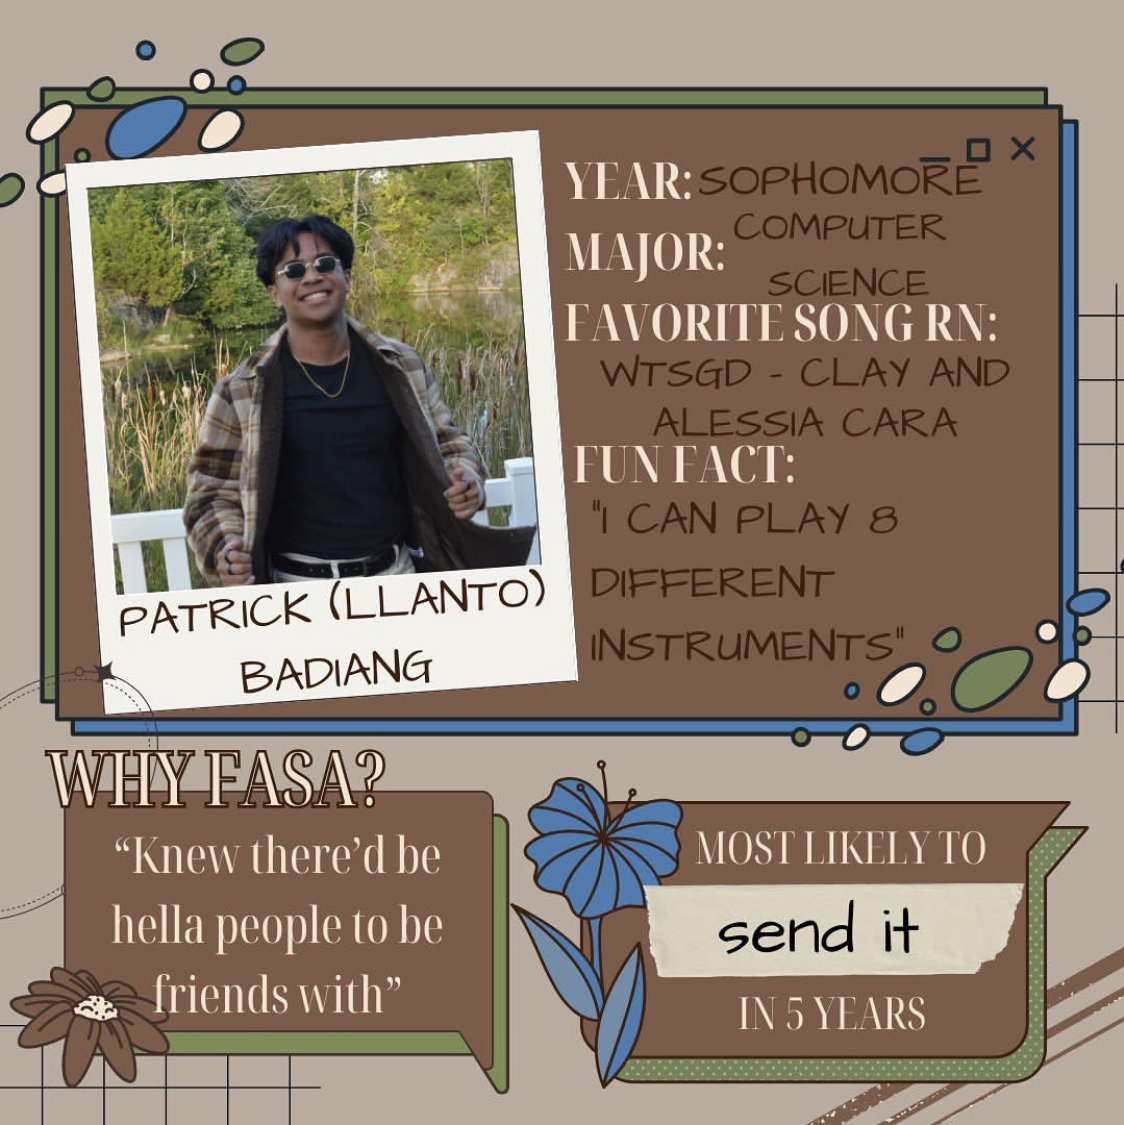 YEAR: SOPHOMORE
MAJOR: COMPUTER
SCIENCE
FAVORITE SONG RN:
WTSGD - CLAY AND
ALESSIA CARA
FUN FACT:
"I CAN PLAY 8
DIFFERENT
INSTRUMENTS"
PATRICK (LLANTO)
BADIANG
WHY FASA?
“Knew there’d be
hella people to be
friends with”
MOST LIKELY TO
send it
IN 5 YEARS